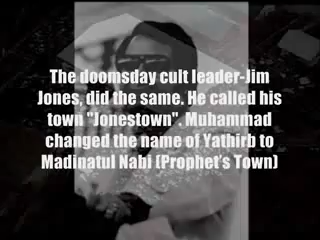 The doomsday cult leader-Jim
Jones, did the same. He called his
town "Jonestown". Muhammad
changed the name of Yathirb to
Madinatul Nabi (Prophet's Town)